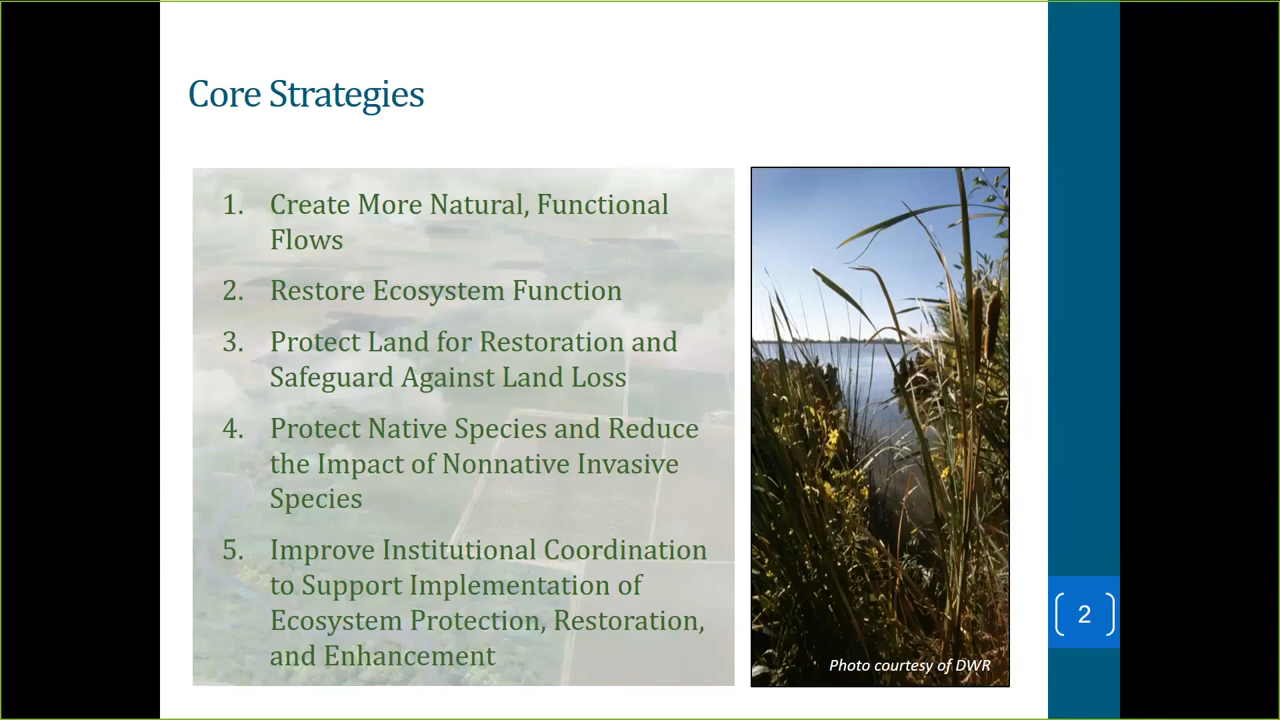 Core Strategies
1. Create More Natural, Functional
Flows
2. Restore Ecosystem Function
3. Protect Land for Restoration and
Safeguard Against Land Loss
4. Protect Native Species and Reduce
the Impact of Nonnative Invasive
Species
5. Improve Institutional Coordination
to Support Implementation of
Ecosystem Protection, Restoration,
and Enhancement
Photo courtesy of DWR
2